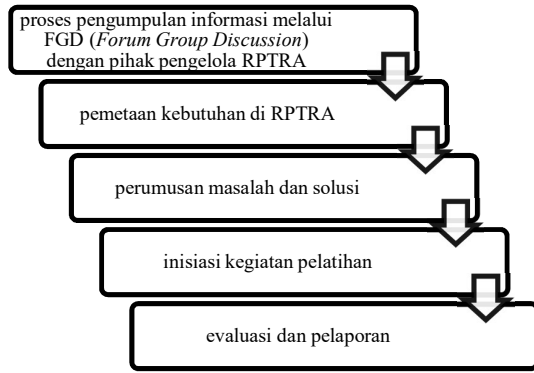 proses pengumpulan informasi melalui
FGD (Forum Group Discussion)
dengan pihak pengelola RPTRA
pemetaan kebutuhan di RPTRA
perumusan masalah dan solusi
inisiasi kegiatan pelatihan
evaluasi dan pelaporan